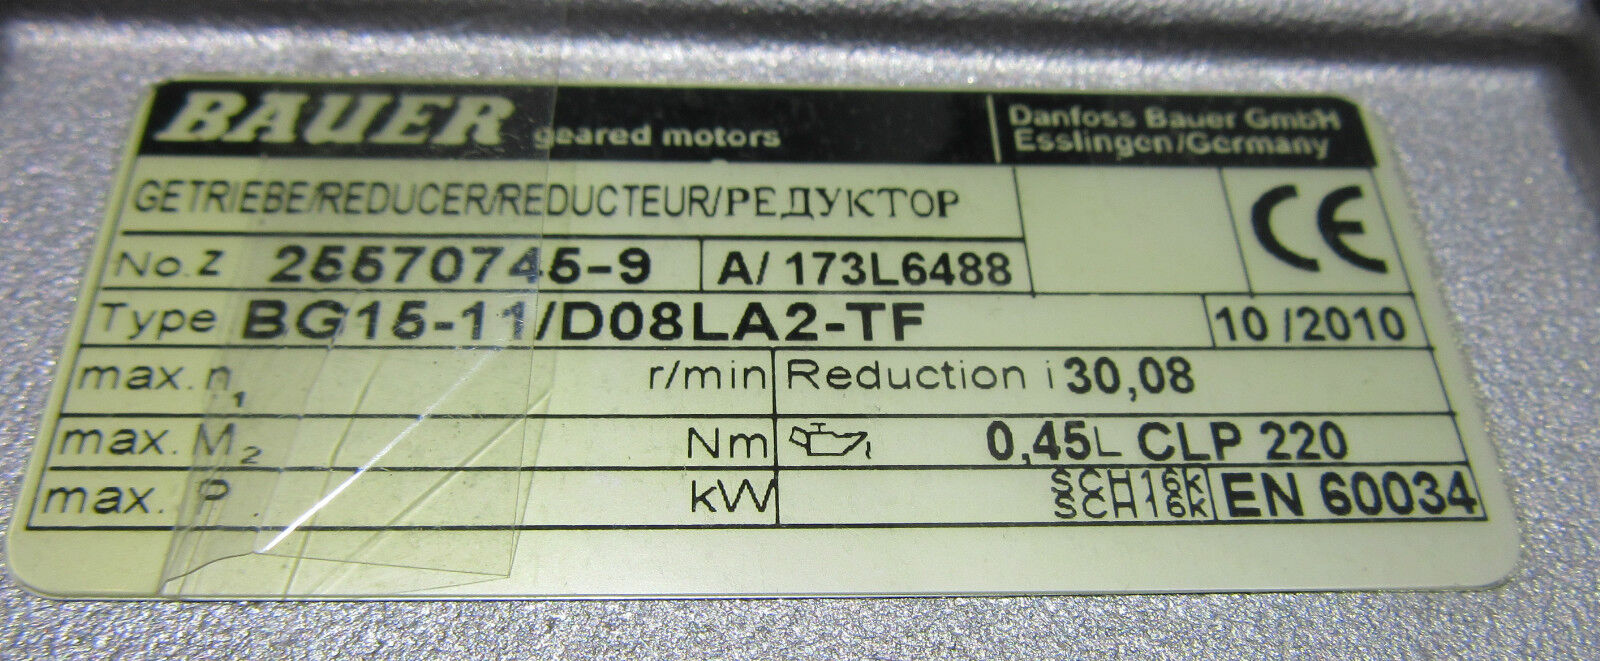 BAUER geared motors Danfoss Bauer GmbH
Esslingen/Germany
GETRIEBE/REDUCER/REDUCTEUR/РЕДУКТОР CE
No. Z 25570745-9 A/ 173L6488
Type BG15-11/D08LA2-TF 10 /2010
max. n1 r/min Reduction i 30,08
max. M2 Nm 0,45L CLP 220
max. P kW SCH16k EN 60034
SCH16k